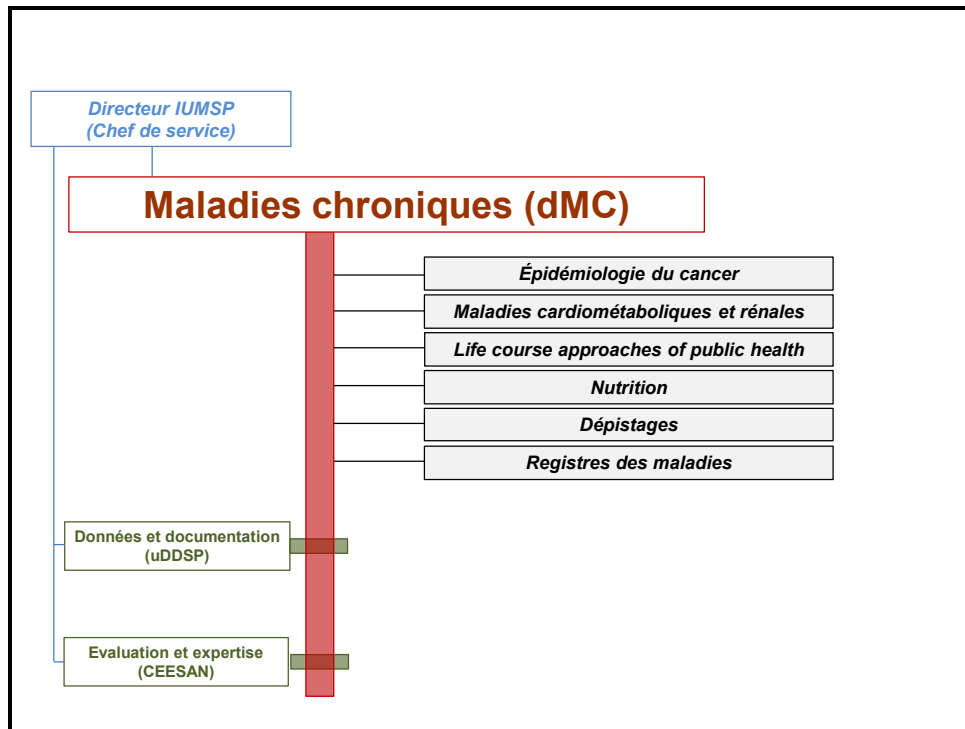 Directeur IUMSP
(Chef de service)
Maladies chroniques (dMC)
Épidémiologie du cancer
Maladies cardiométaboliques et rénales
Life course approaches of public health
Nutrition
Dépistages
Registres des maladies
Données et documentation
(uDDSP)
Evaluation et expertise
(CEESAN)